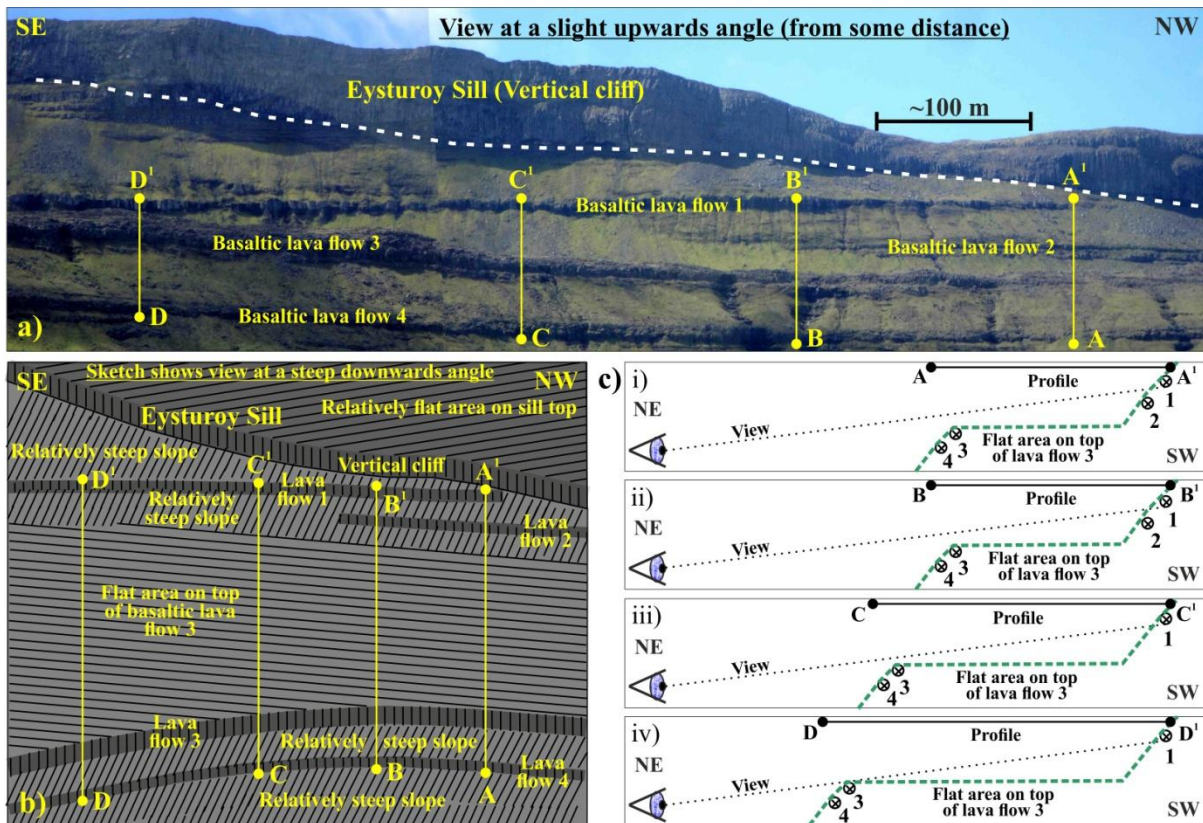 SE
View at a slight upwards angle (from some distance)
NW
Eysturoy Sill (Vertical cliff)
~100 m
D¹
C¹
B¹
A¹
Basaltic lava flow 1
Basaltic lava flow 3
Basaltic lava flow 2
Basaltic lava flow 4
D
C
B
A
a)
SE
Sketch shows view at a steep downwards angle
NW
Eysturoy Sill
Relatively flat area on sill top
Relatively steep slope
Vertical cliff
D¹
C¹
B¹
A¹
Lava
flow 1
Relatively
steep slope
Lava
flow 2
Flat area on top
of basaltic lava
flow 3
Lava
flow 3
Relatively steep slope
Lava
flow 4
D
C
B
A
Relatively steep slope
b)
c)
i)
A
Profile
A¹
NE
View
1
2
3
4
Flat area on top
of lava flow 3
SW
ii)
B
Profile
B¹
NE
View
1
2
3
4
Flat area on top
of lava flow 3
SW
iii)
C
Profile
C¹
NE
View
1
3
4
Flat area on top
of lava flow 3
SW
iv)
D
Profile
D¹
NE
View
1
3
4
Flat area on top
of lava flow 3
SW